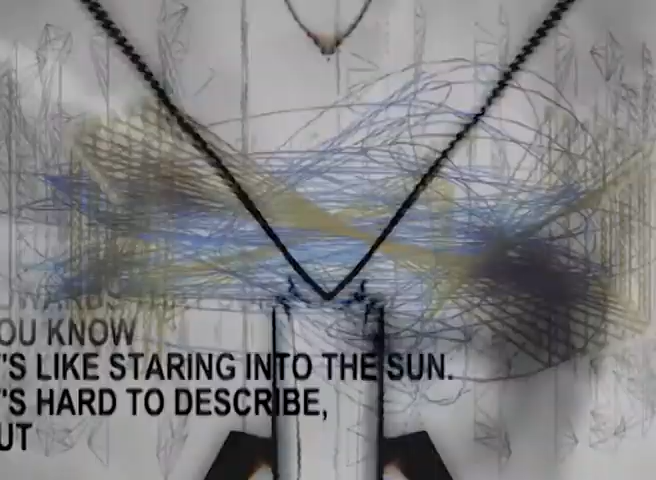 OU KNOW
'S LIKE STARING INTO THE SUN.
'S HARD TO DESCRIBE,
UT